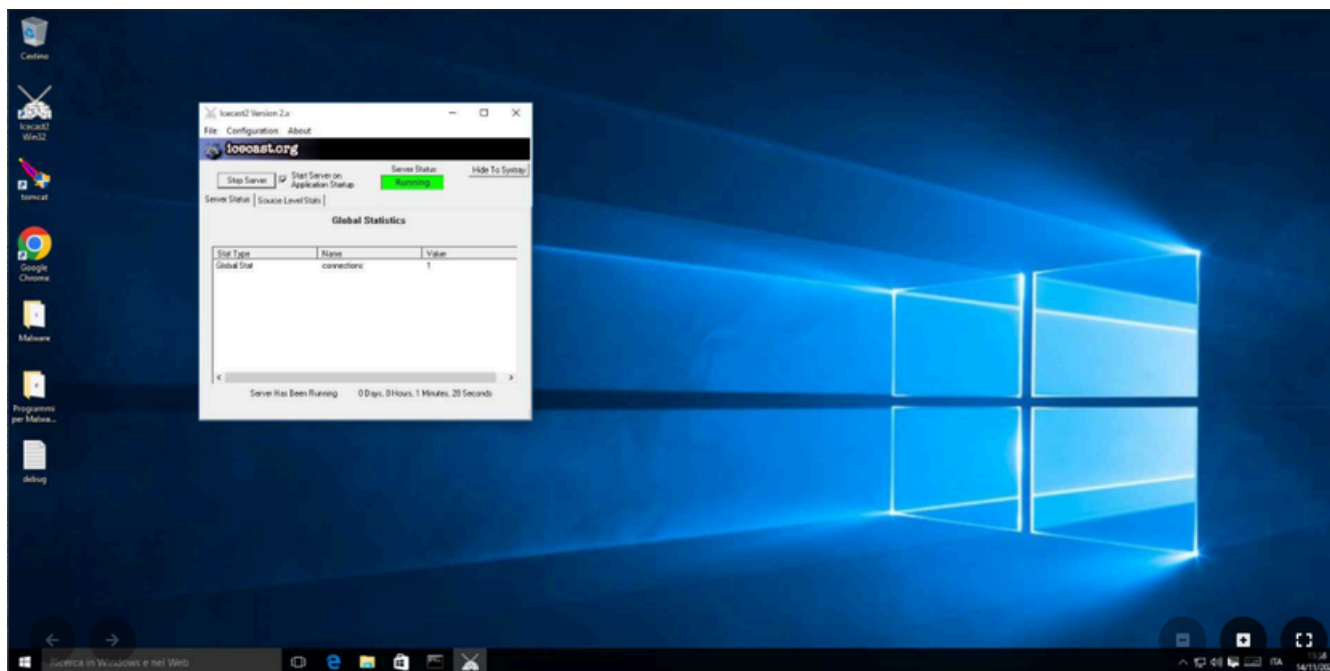 Cestino
Icecast2
Win32
tomcat
Google
Chrome
Malware
Programmi
per Malwa...
debug
Icecast2 Version 2.x
File Configuration About
icecast.org
Stop Server
Start Server on
Application Startup
Server Status
Running
Hide To Systray
Server Status Source Level Stats
Global Statistics
Stat Type Name Value
Global Stat connections 1
Server Has Been Running 0 Days, 0 Hours, 1 Minutes, 20 Seconds
Ricerca in Windows e nel Web
ITA